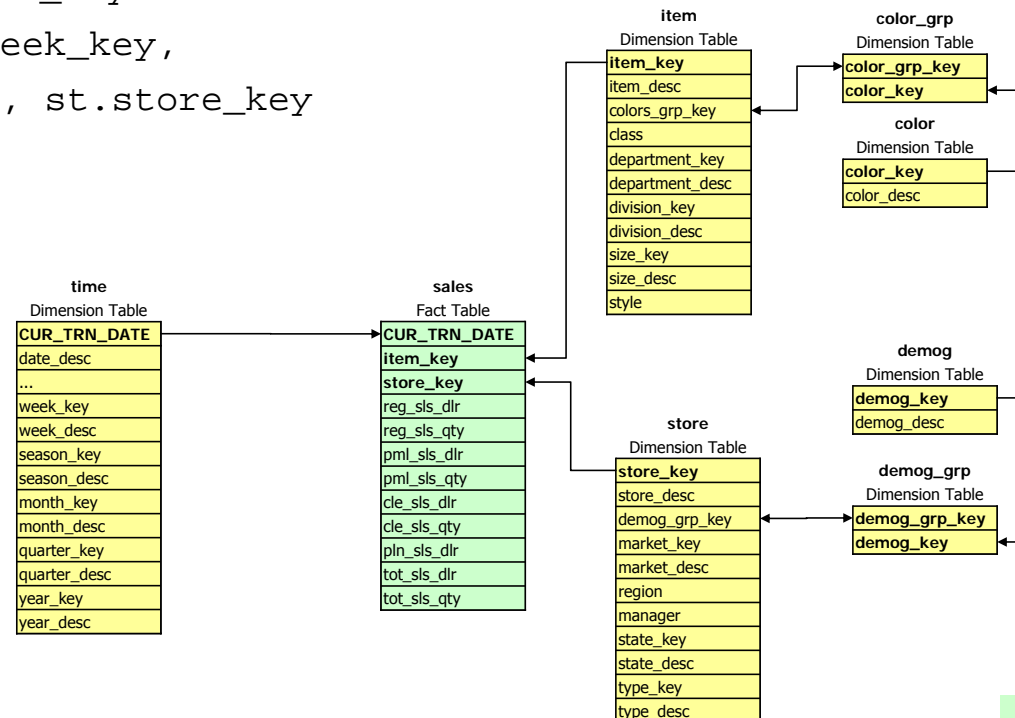 eek_key,
, st.store_key
item
Dimension Table
item_key
item_desc
colors_grp_key
class
department_key
department_desc
division_key
division_desc
size_key
size_desc
style
color_grp
Dimension Table
color_grp_key
color_key
color
Dimension Table
color_key
color_desc
time
Dimension Table
CUR_TRN_DATE
date_desc
...
week_key
week_desc
season_key
season_desc
month_key
month_desc
quarter_key
quarter_desc
year_key
year_desc
sales
Fact Table
CUR_TRN_DATE
item_key
store_key
reg_sls_dlr
reg_sls_qty
pml_sls_dlr
pml_sls_qty
cle_sls_dlr
cle_sls_qty
pln_sls_dlr
tot_sls_dlr
tot_sls_qty
store
Dimension Table
store_key
store_desc
demog_grp_key
market_key
market_desc
region
manager
state_key
state_desc
type_key
type_desc
demog
Dimension Table
demog_key
demog_desc
demog_grp
Dimension Table
demog_grp_key
demog_key